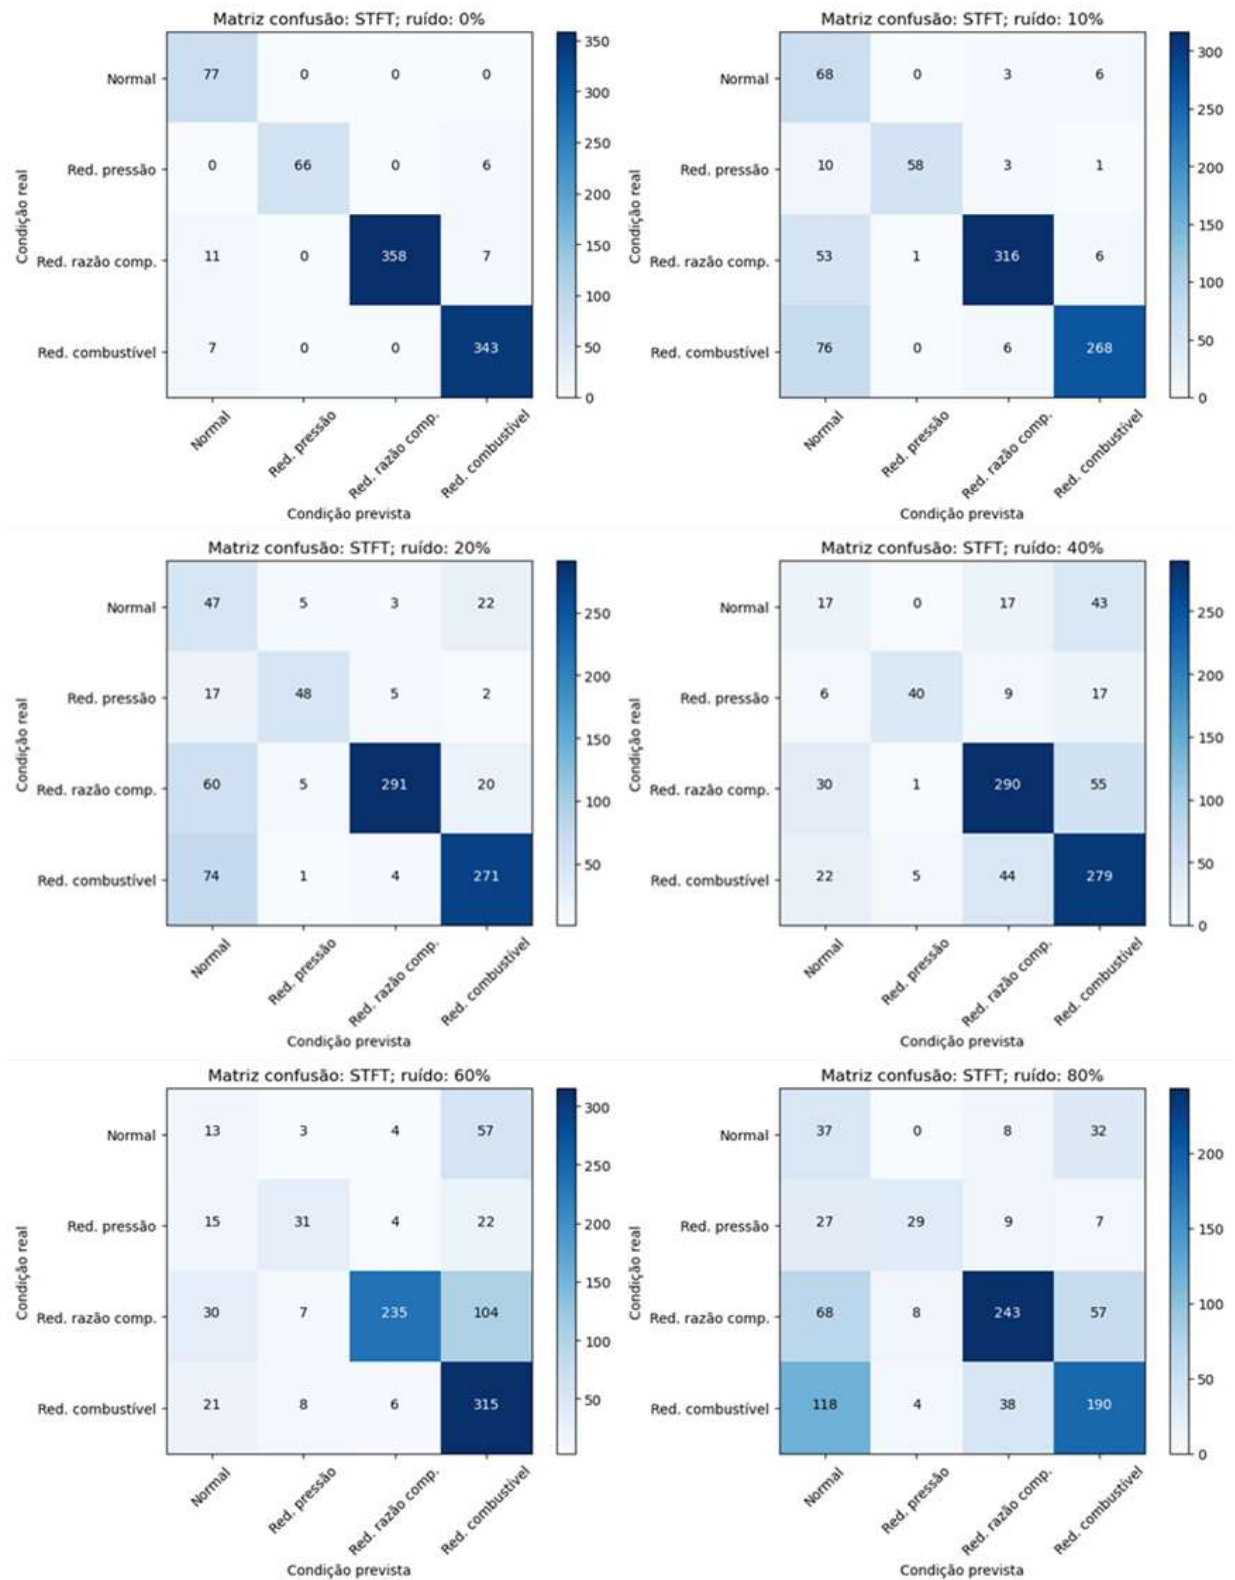 Matriz confusão: STFT; ruído: 0%
Condição real
Normal 77 0 0 0
Red. pressão 0 66 0 6
Red. razão comp. 11 0 358 7
Red. combustível 7 0 0 343
Normal Red. pressão Red. razão comp. Red. combustível
Condição prevista
350
300
250
200
150
100
50
0
Matriz confusão: STFT; ruído: 10%
Condição real
Normal 68 0 3 6
Red. pressão 10 58 3 1
Red. razão comp. 53 1 316 6
Red. combustível 76 0 6 268
Normal Red. pressão Red. razão comp. Red. combustível
Condição prevista
300
250
200
150
100
50
0
Matriz confusão: STFT; ruído: 20%
Condição real
Normal 47 5 3 22
Red. pressão 17 48 5 2
Red. razão comp. 60 5 291 20
Red. combustível 74 1 4 271
Normal Red. pressão Red. razão comp. Red. combustível
Condição prevista
250
200
150
100
50
Matriz confusão: STFT; ruído: 40%
Condição real
Normal 17 0 17 43
Red. pressão 6 40 9 17
Red. razão comp. 30 1 290 55
Red. combustível 22 5 44 279
Normal Red. pressão Red. razão comp. Red. combustível
Condição prevista
250
200
150
100
50
0
Matriz confusão: STFT; ruído: 60%
Condição real
Normal 13 3 4 57
Red. pressão 15 31 4 22
Red. razão comp. 30 7 235 104
Red. combustível 21 8 6 315
Normal Red. pressão Red. razão comp. Red. combustível
Condição prevista
300
250
200
150
100
50
Matriz confusão: STFT; ruído: 80%
Condição real
Normal 37 0 8 32
Red. pressão 27 29 9 7
Red. razão comp. 68 8 243 57
Red. combustível 118 4 38 190
Normal Red. pressão Red. razão comp. Red. combustível
Condição prevista
200
150
100
50
0